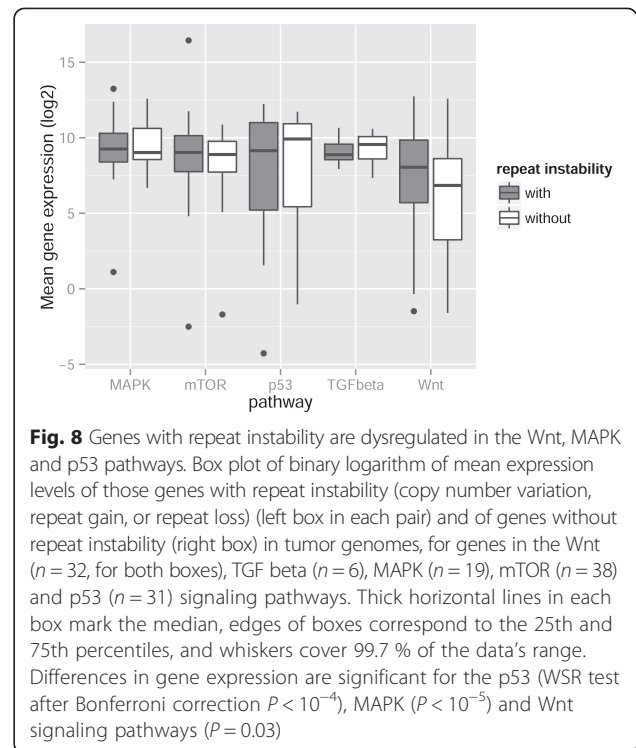 15
10
5
0
−5
Mean gene expression (log2)
MAPK mTOR p53 TGFbeta Wnt
pathway
repeat instability
with
without
Fig. 8 Genes with repeat instability are dysregulated in the Wnt, MAPK
and p53 pathways. Box plot of binary logarithm of mean expression
levels of those genes with repeat instability (copy number variation,
repeat gain, or repeat loss) (left box in each pair) and of genes without
repeat instability (right box) in tumor genomes, for genes in the Wnt
(n = 32, for both boxes), TGF beta (n = 6), MAPK (n = 19), mTOR (n = 38)
and p53 (n = 31) signaling pathways. Thick horizontal lines in each
box mark the median, edges of boxes correspond to the 25th and
75th percentiles, and whiskers cover 99.7 % of the data's range.
Differences in gene expression are significant for the p53 (WSR test
after Bonferroni correction P < 10⁻⁴), MAPK (P < 10⁻⁵) and Wnt
signaling pathways (P = 0.03)